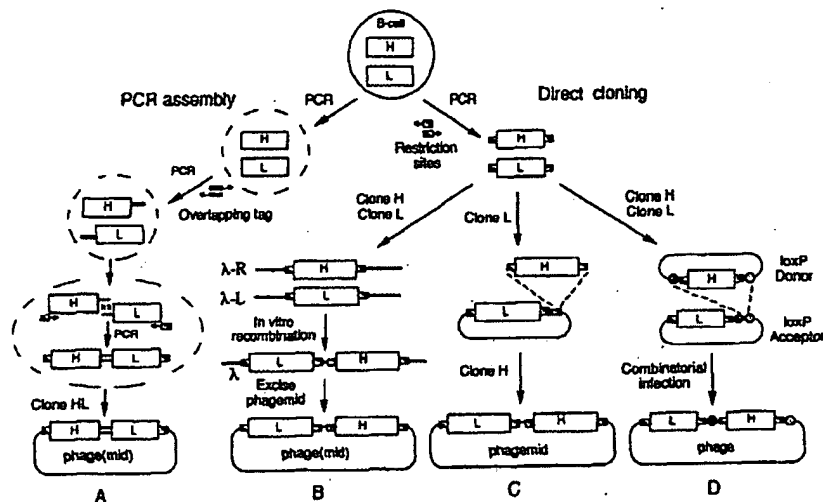 B-cell
H
L
PCR assembly
PCR
PCR
Direct cloning
H
L
Restriction
sites
H
L
PCR
Overlapping tag
Clone H
Clone L
Clone L
Clone H
Clone L
H
L
λ-R
H
λ-L
L
H
loxP
Donor
H
L
PCR
In vitro
recombination
L
L
loxP
Acceptor
H
L
λ
L
H
Clone H
Combinatorial
infection
Clone HL
Excise
phagemid
H
L
phage(mid)
L
H
phage(mid)
L
H
phagemid
L
H
phage
A
B
C
D